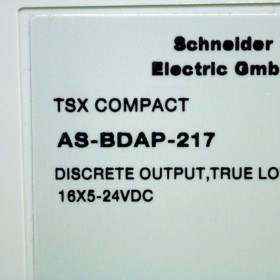 Schneider
Electric Gmb
TSX COMPACT
AS-BDAP-217
DISCRETE OUTPUT,TRUE LO
16X5-24VDC